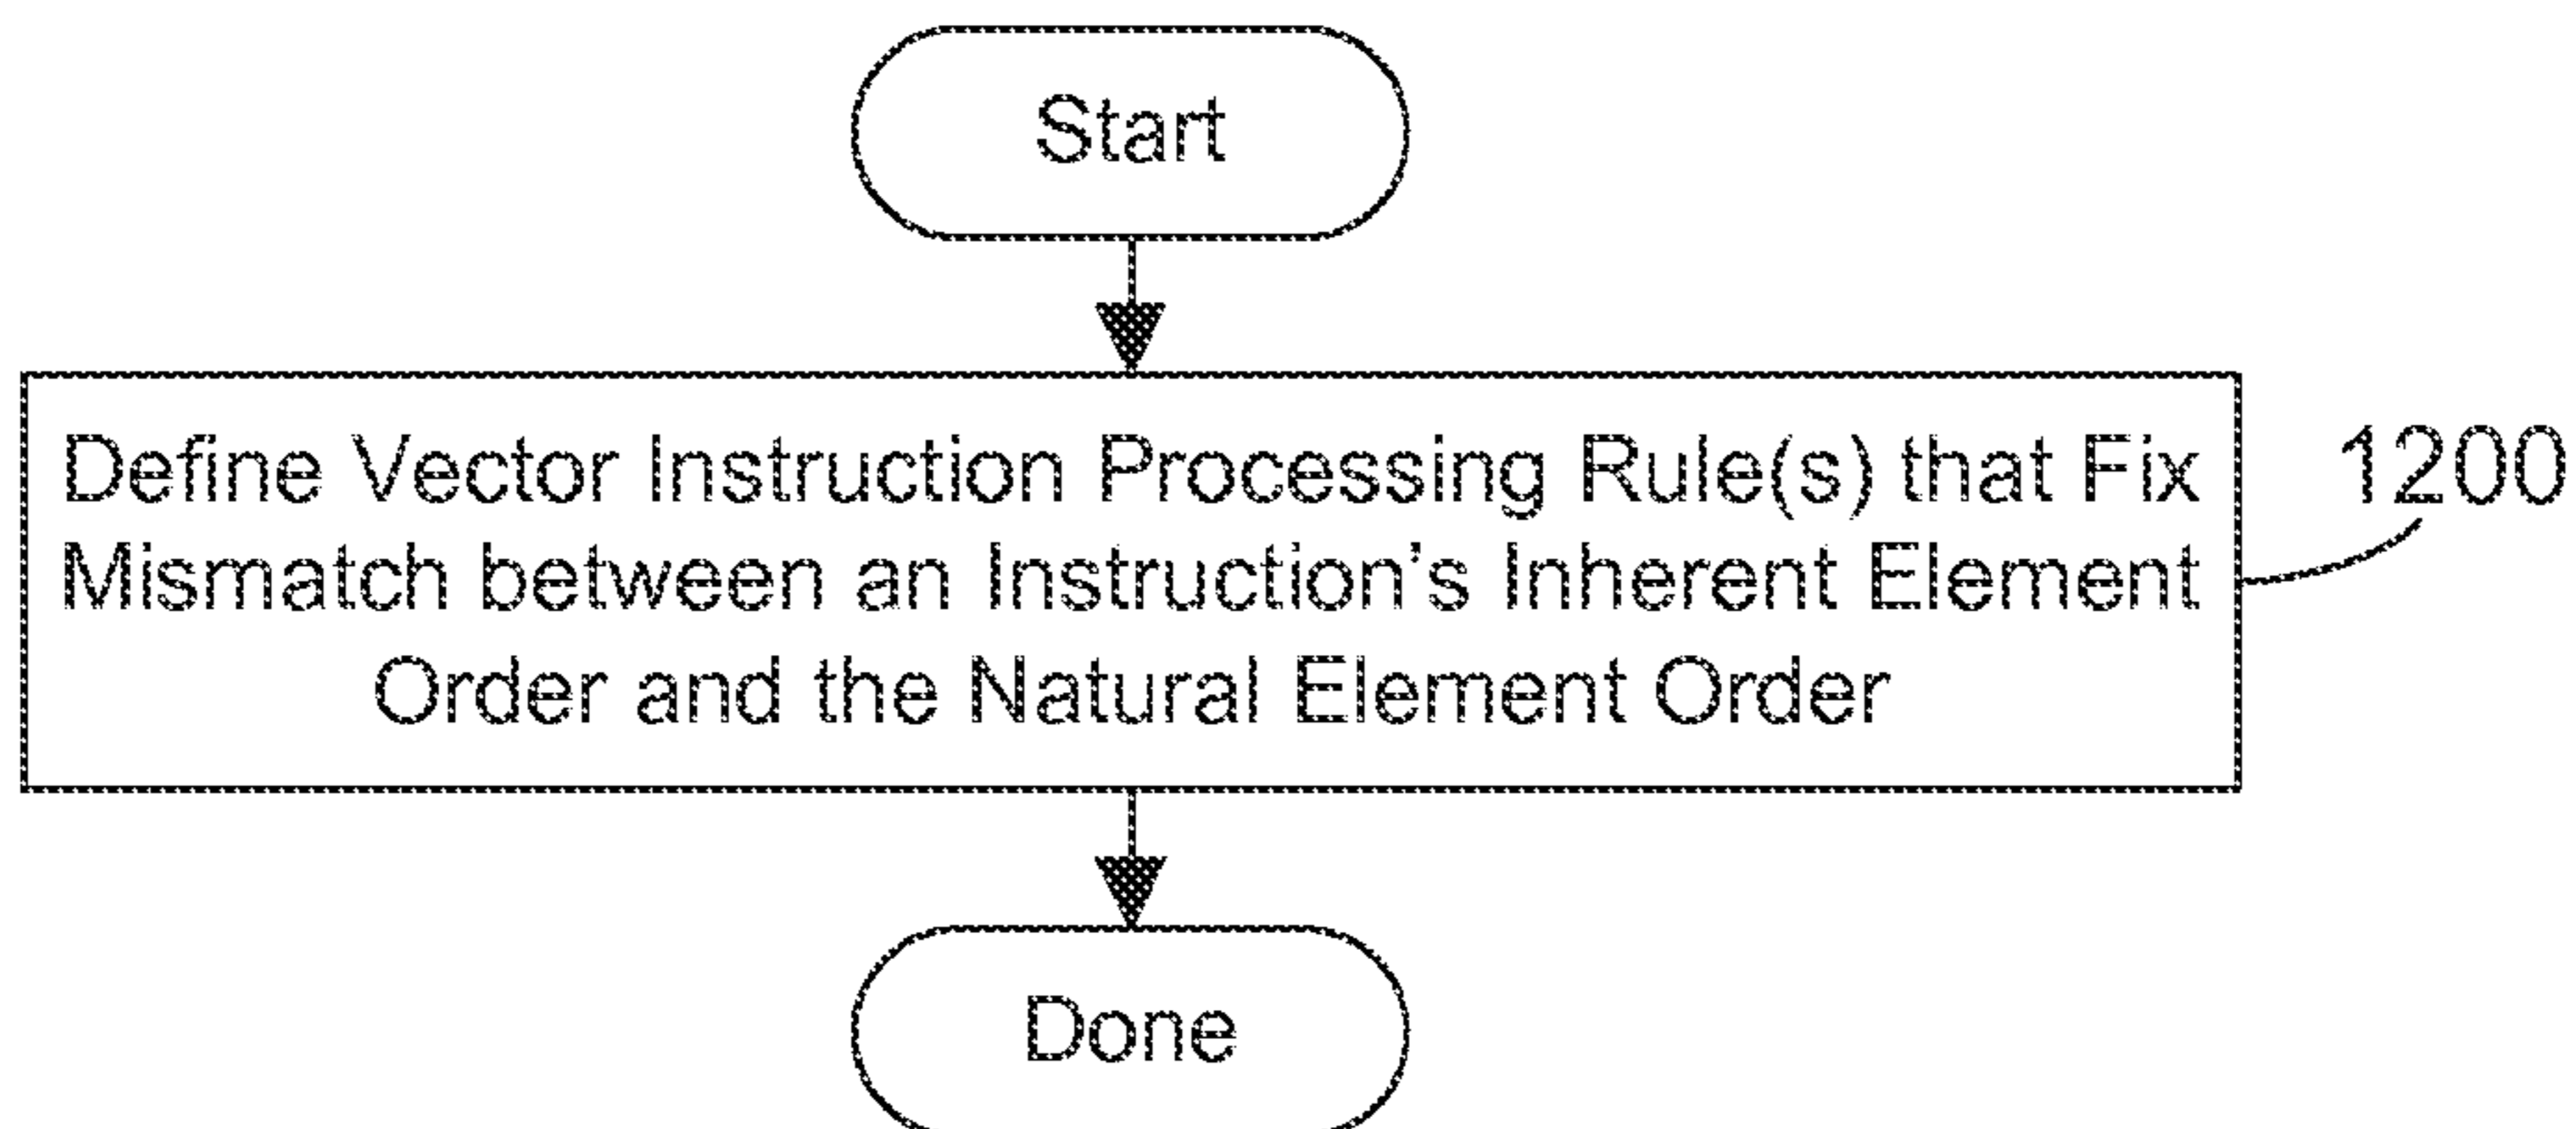 Start
Define Vector Instruction Processing Rule(s) that Fix
1200
Mismatch between an Instruction's Inherent Element
Order and the Natural Element Order
Done